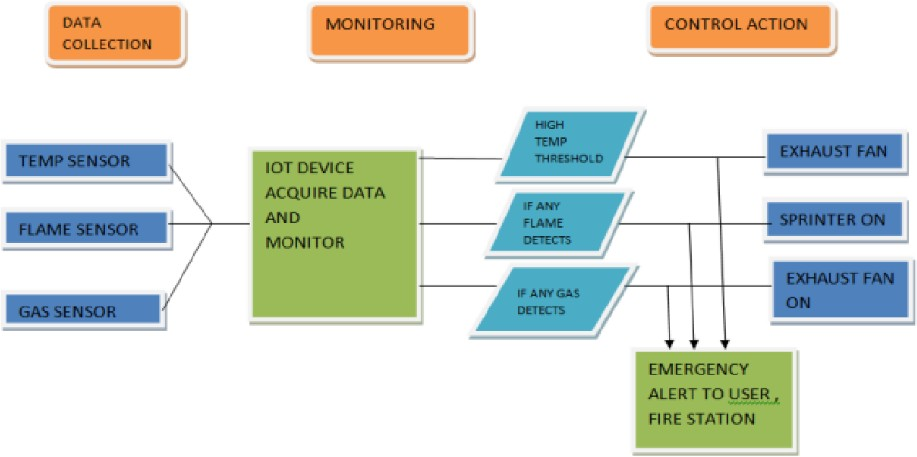 DATA
COLLECTION
MONITORING
CONTROL ACTION
TEMP SENSOR
FLAME SENSOR
GAS SENSOR
IOT DEVICE
ACQUIRE DATA
AND
MONITOR
HIGH
TEMP
THRESHOLD
IF ANY
FLAME
DETECTS
IF ANY GAS
DETECTS
EXHAUST FAN
SPRINTER ON
EXHAUST FAN
ON
EMERGENCY
ALERT TO USER ,
FIRE STATION